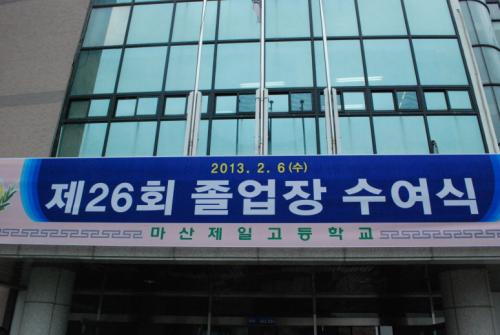 2013. 2. 6(수)
제26회 졸업장 수여식
마산제일고등학교